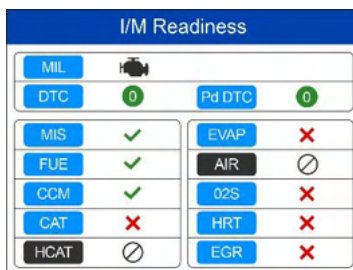 I/M Readiness
MIL
DTC 0 Pd DTC 0
MIS EVAP
FUE AIR
CCM 02S
CAT HRT
HCAT EGR